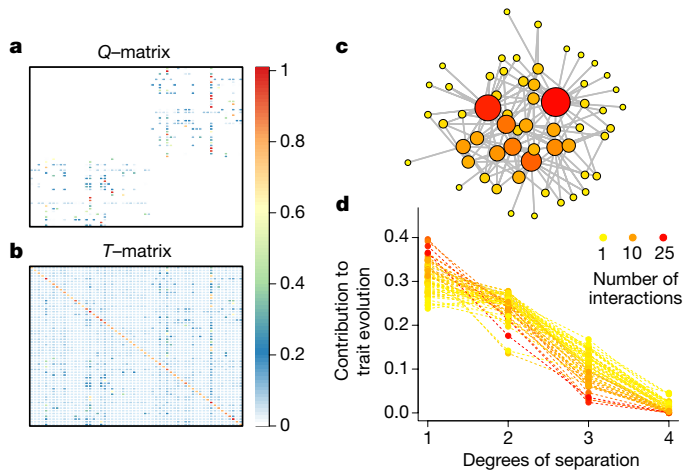 a
Q–matrix
b
T–matrix
1
0.8
0.6
0.4
0.2
0
c
d
0.4
0.3
0.2
0.1
0.0
Contribution to
trait evolution
1 10 25
Number of
interactions
1 2 3 4
Degrees of separation